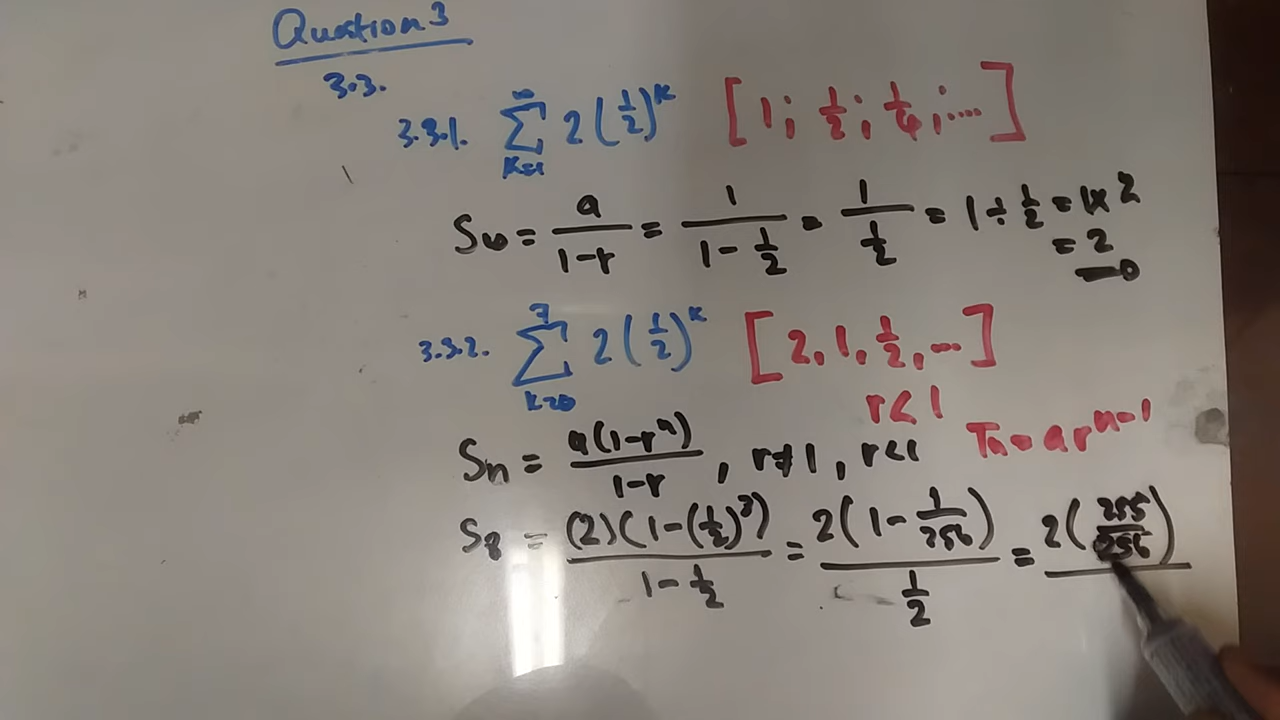 Question 3
3.3.
3.3.1. ∞ ∑ k=1 2(1/2)^k [1; 1/2; 1/4; ....]
S∞ = a/(1-r) = 1/(1 - 1/2) = 1/(1/2) = 1 ÷ 1/2 = 1 x 2
= 2
3.3.2. 7 ∑ k=0 2(1/2)^k [2, 1, 1/2, ...]
r < 1
Tn = ar^(n-1)
Sn = a(1-r^n)/(1-r), r ≠ 1, r < 1
S8 = (2)(1-(1/2)^8)/(1 - 1/2) = 2(1 - 1/256)/(1/2) = 2(255/256)